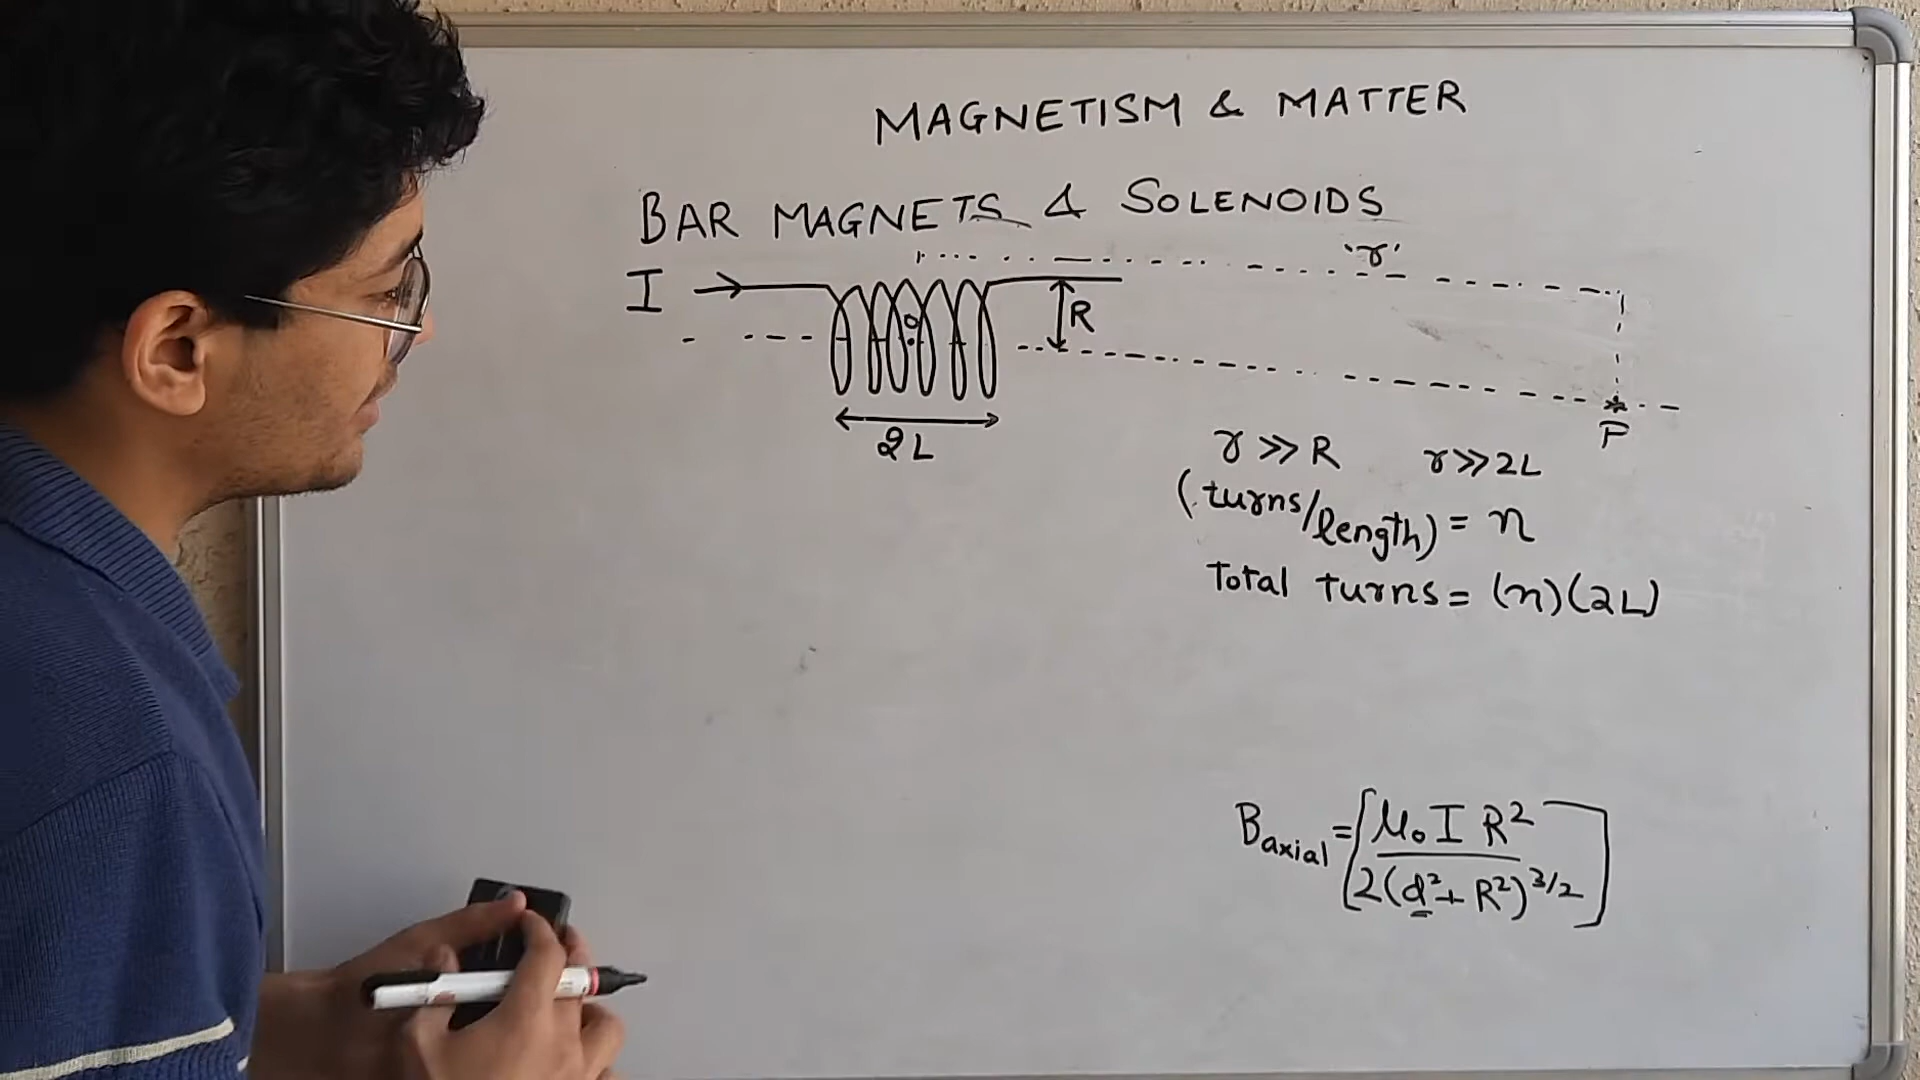 MAGNETISM & MATTER
BAR MAGNETS & SOLENOIDS
'r'
I
R
O
2L
P
r >> R r >> 2L
(turns/length) = n
Total turns = (n)(2L)
B axial = [μ₀ I R² / 2(d² + R²)^3/2]